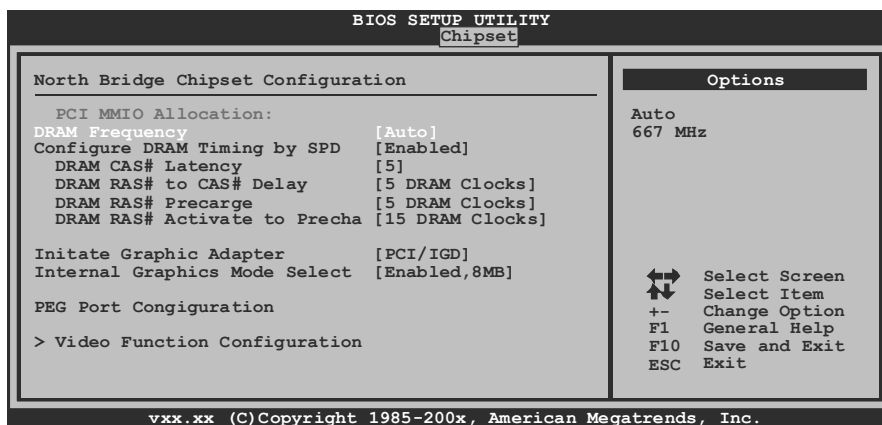 BIOS SETUP UTILITY
Chipset
North Bridge Chipset Configuration
PCI MMIO Allocation:
DRAM Frequency [Auto]
Configure DRAM Timing by SPD [Enabled]
DRAM CAS# Latency [5]
DRAM RAS# to CAS# Delay [5 DRAM Clocks]
DRAM RAS# Precarge [5 DRAM Clocks]
DRAM RAS# Activate to Precha [15 DRAM Clocks]
Initate Graphic Adapter [PCI/IGD]
Internal Graphics Mode Select [Enabled,8MB]
PEG Port Congiguration
> Video Function Configuration
Options
Auto
667 MHz
Select Screen
Select Item
+- Change Option
F1 General Help
F10 Save and Exit
ESC Exit
vxx.xx (C)Copyright 1985-200x, American Megatrends, Inc.